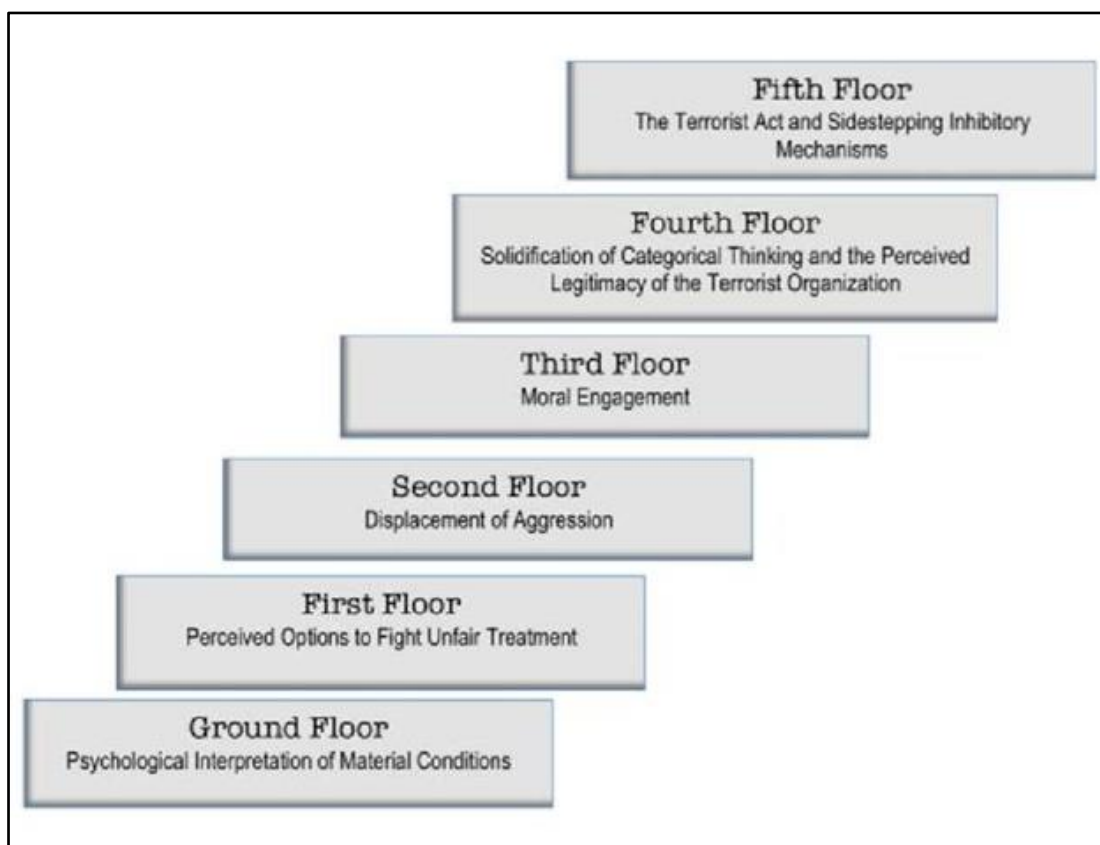 Fifth Floor
The Terrorist Act and Sidestepping Inhibitory
Mechanisms
Fourth Floor
Solidification of Categorical Thinking and the Perceived
Legitimacy of the Terrorist Organization
Third Floor
Moral Engagement
Second Floor
Displacement of Aggression
First Floor
Perceived Options to Fight Unfair Treatment
Ground Floor
Psychological Interpretation of Material Conditions